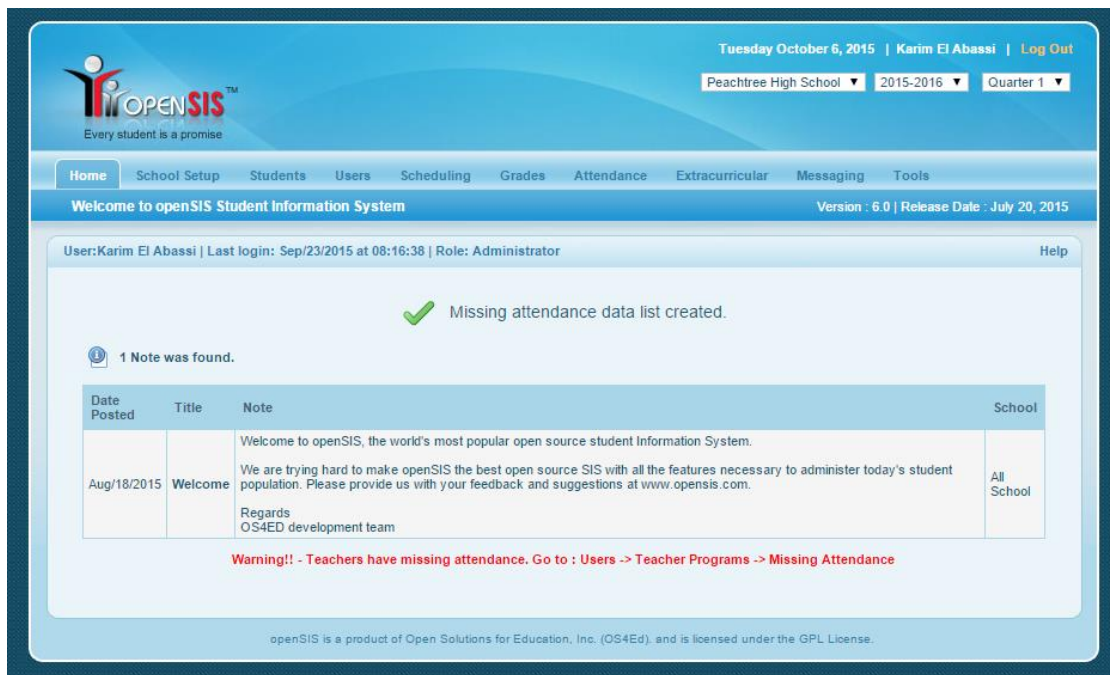 Tuesday October 6, 2015 | Karim El Abassi | Log Out
Peachtree High School ▼ 2015-2016 ▼ Quarter 1 ▼
OPENSIS™
Every student is a promise
Home School Setup Students Users Scheduling Grades Attendance Extracurricular Messaging Tools
Welcome to openSIS Student Information System Version : 6.0 | Release Date : July 20, 2015
User:Karim El Abassi | Last login: Sep/23/2015 at 08:16:38 | Role: Administrator Help
Missing attendance data list created.
1 Note was found.
Date Posted Title Note School
Aug/18/2015 Welcome
Welcome to openSIS, the world's most popular open source student Information System.
We are trying hard to make openSIS the best open source SIS with all the features necessary to administer today's student
population. Please provide us with your feedback and suggestions at www.opensis.com.
Regards
OS4ED development team
All
School
Warning!! - Teachers have missing attendance. Go to : Users -> Teacher Programs -> Missing Attendance
openSIS is a product of Open Solutions for Education, Inc. (OS4Ed). and is licensed under the GPL License.